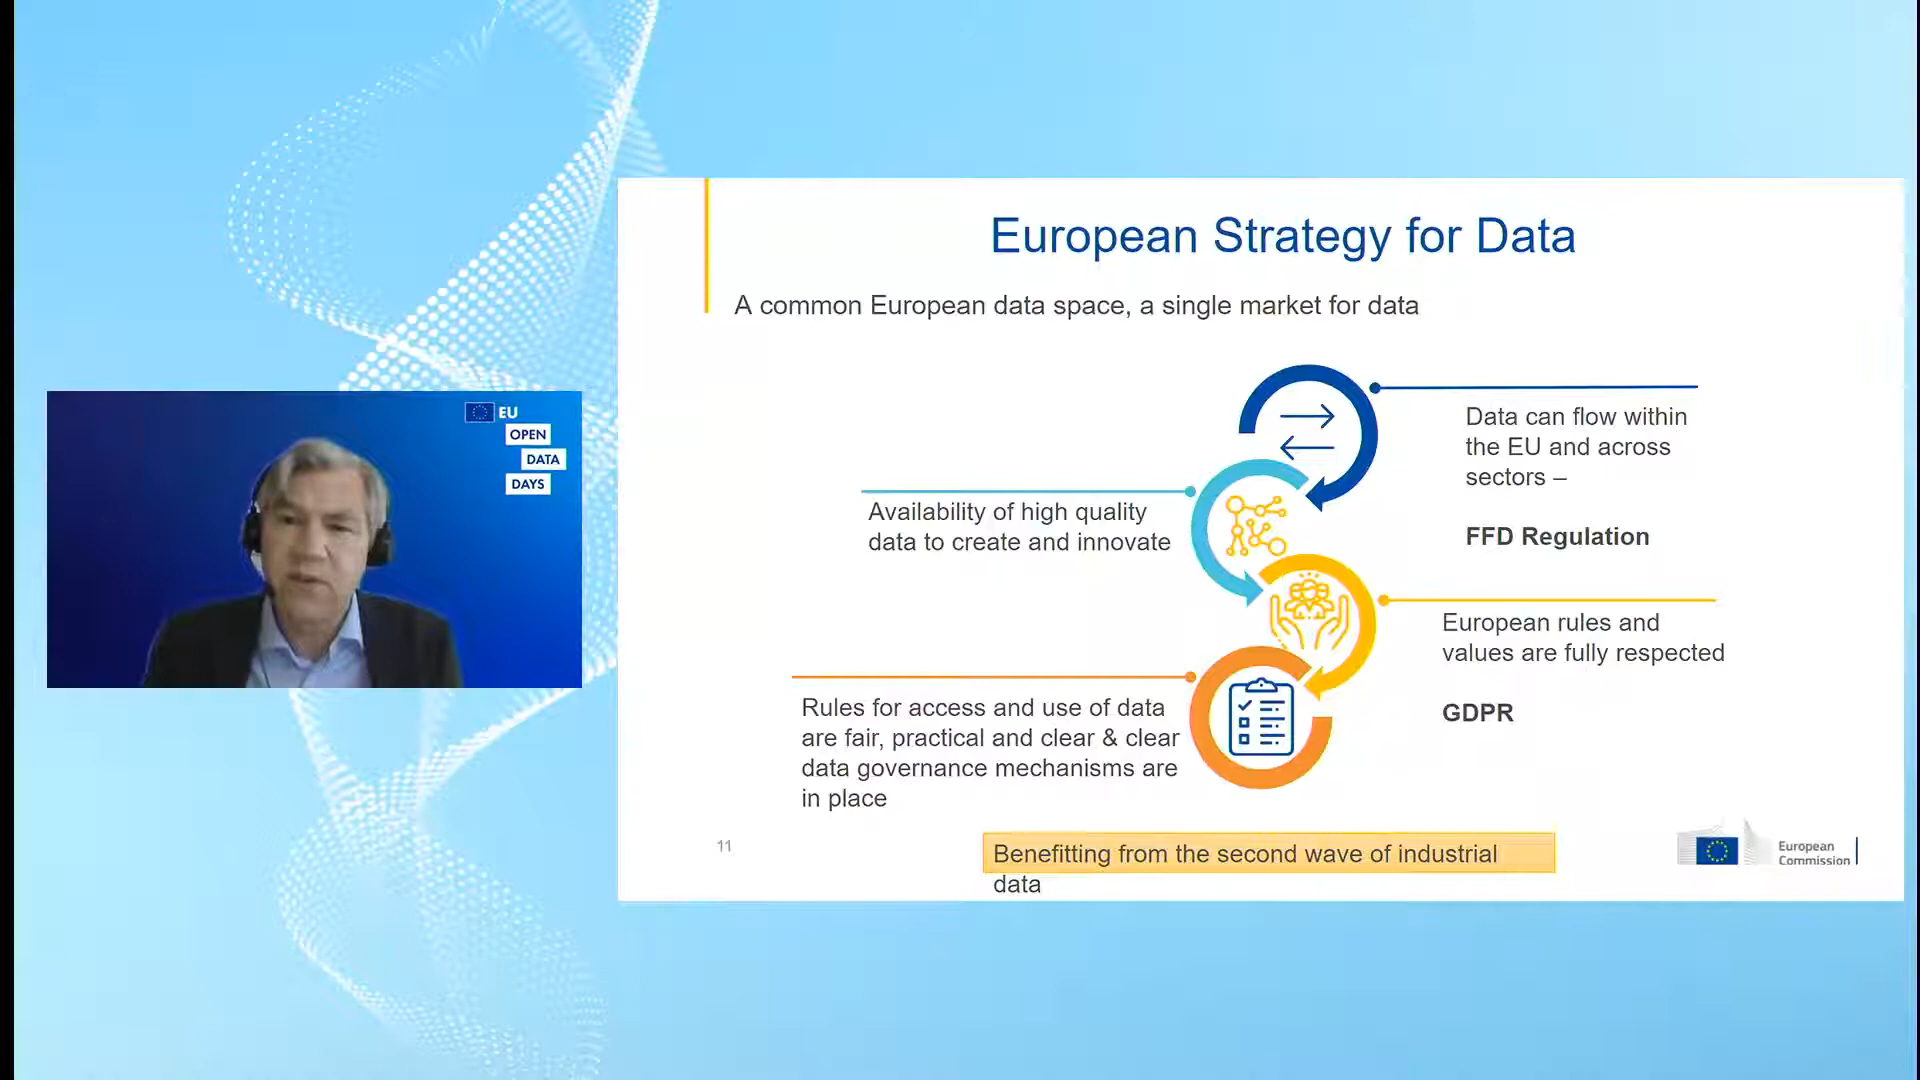 EU
OPEN
DATA
DAYS
European Strategy for Data
A common European data space, a single market for data
Data can flow within
the EU and across
sectors –
FFD Regulation
Availability of high quality
data to create and innovate
European rules and
values are fully respected
GDPR
Rules for access and use of data
are fair, practical and clear & clear
data governance mechanisms are
in place
11
Benefitting from the second wave of industrial
data
European
Commission